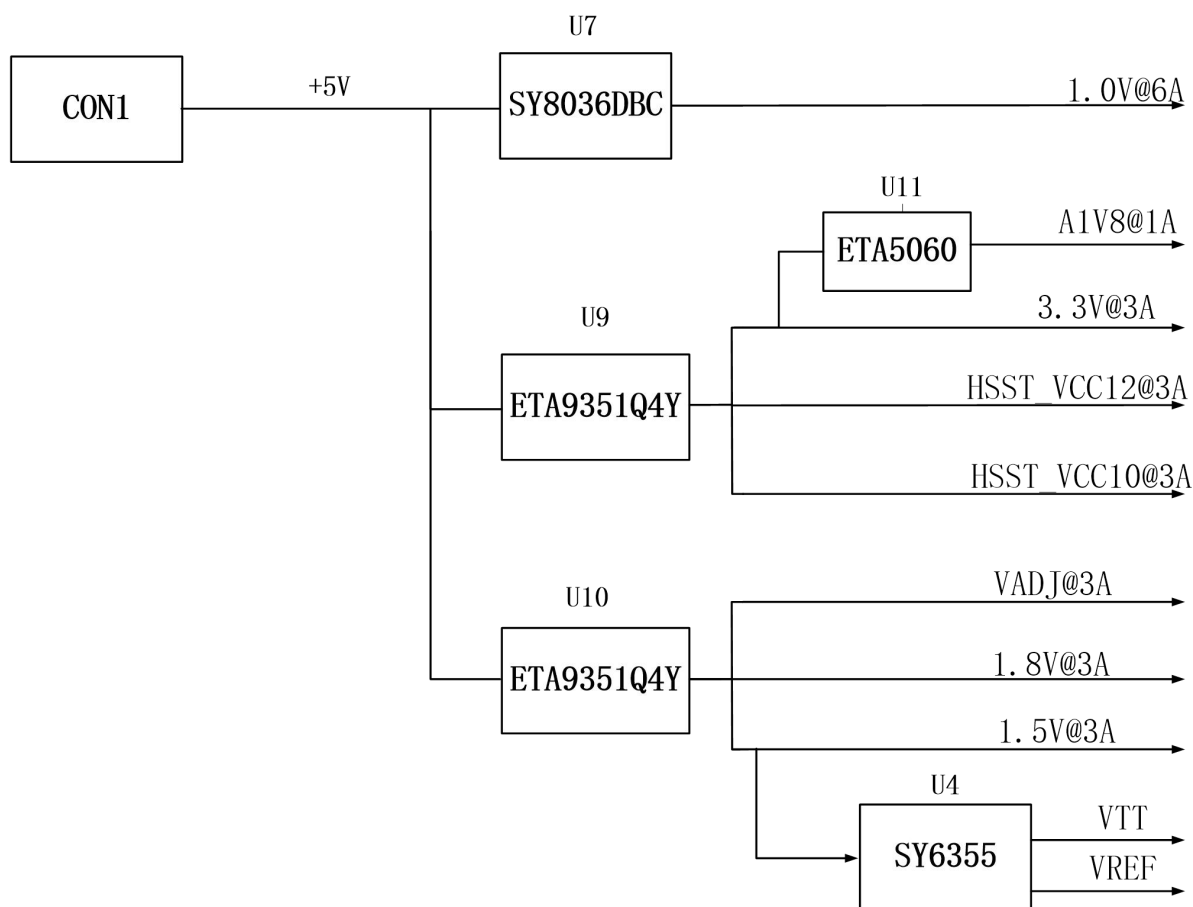 U7
CON1
+5V
SY8036DBC
1.0V@6A
U11
ETA5060
A1V8@1A
3.3V@3A
U9
ETA9351Q4Y
HSST_VCC12@3A
HSST_VCC10@3A
U10
ETA9351Q4Y
VADJ@3A
1.8V@3A
1.5V@3A
U4
SY6355
VTT
VREF